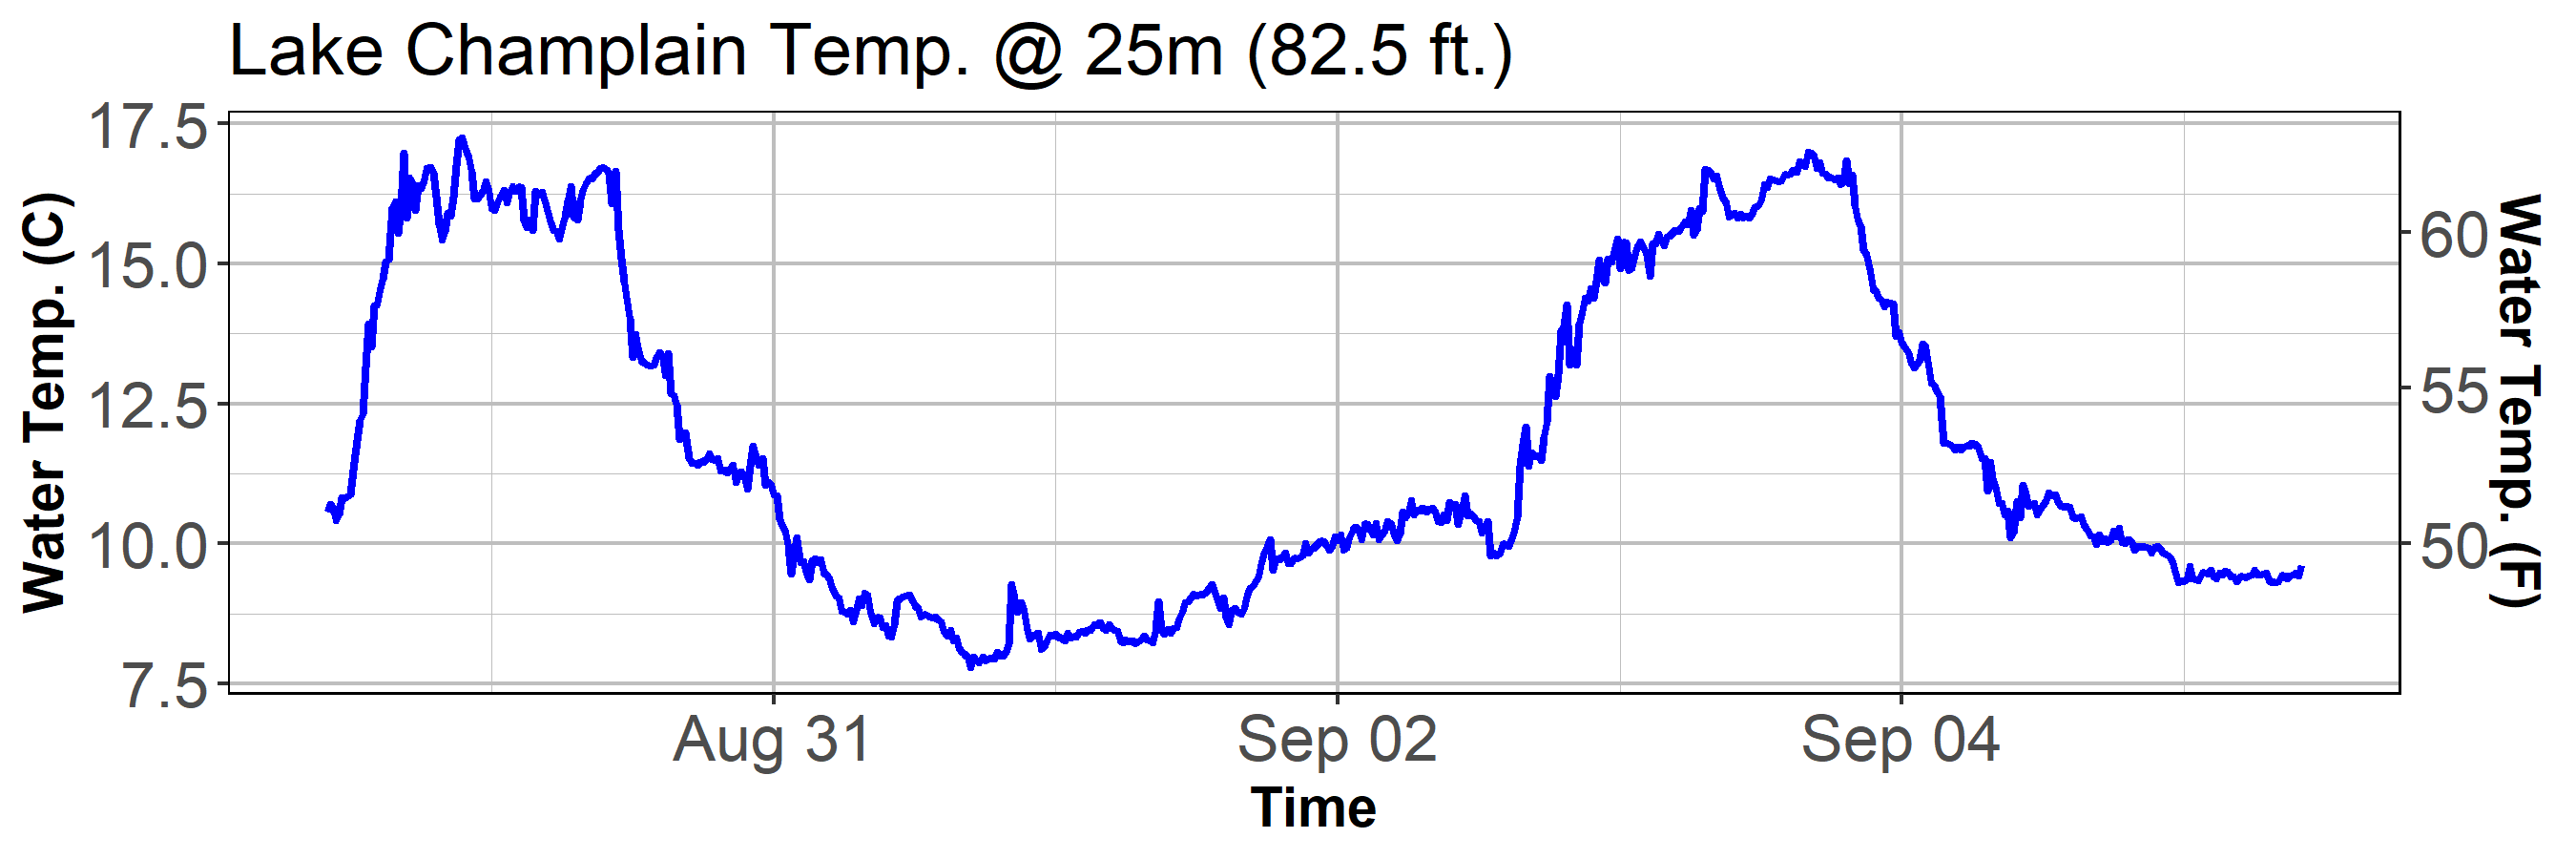 Lake Champlain Temp. @ 25m (82.5 ft.)
17.5
15.0
12.5
10.0
7.5
Water Temp. (C)
60
55
50
Water Temp. (F)
Aug 31
Sep 02
Sep 04
Time